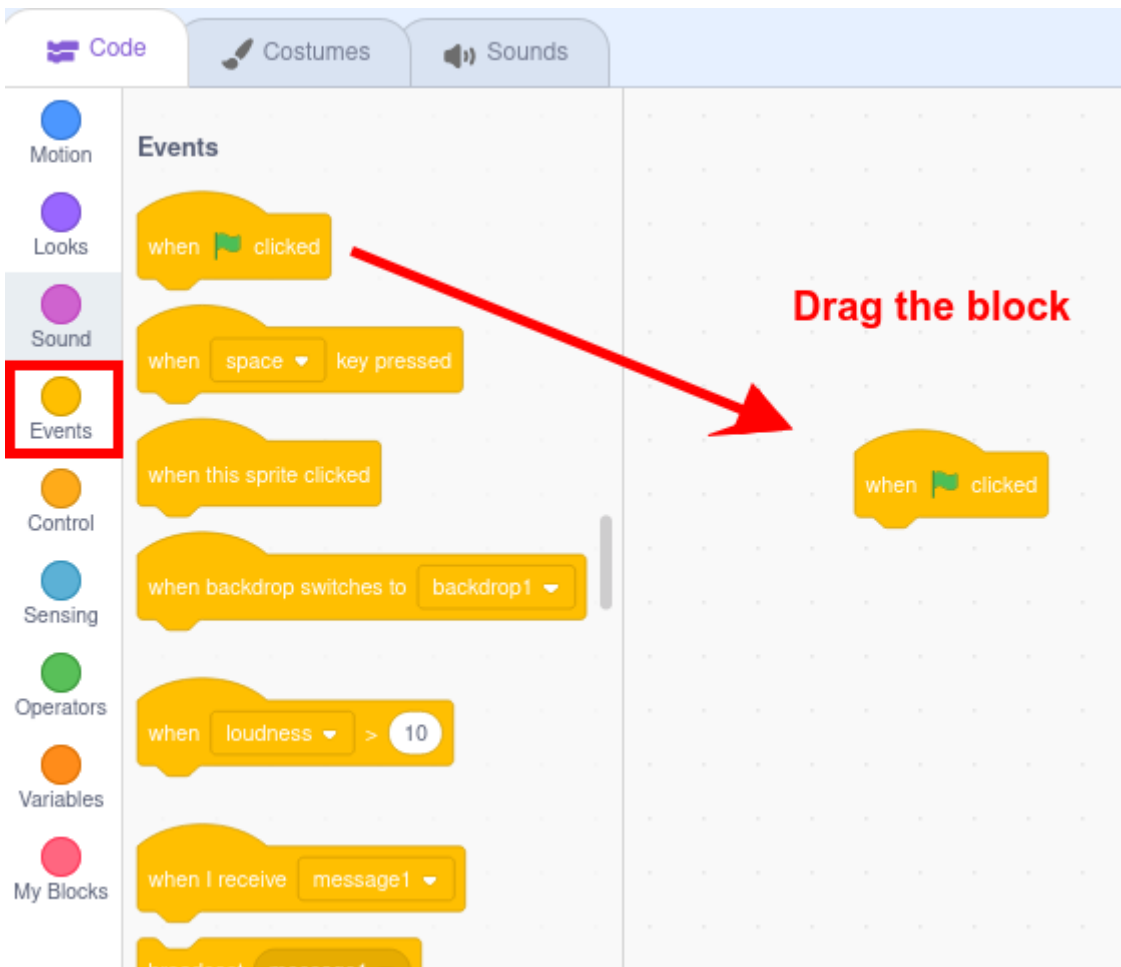 Code
Costumes
Sounds
Motion
Looks
Sound
Events
Control
Sensing
Operators
Variables
My Blocks
Events
when clicked
when space key pressed
when this sprite clicked
when backdrop switches to backdrop1
when loudness > 10
when I receive message1
Drag the block
when clicked